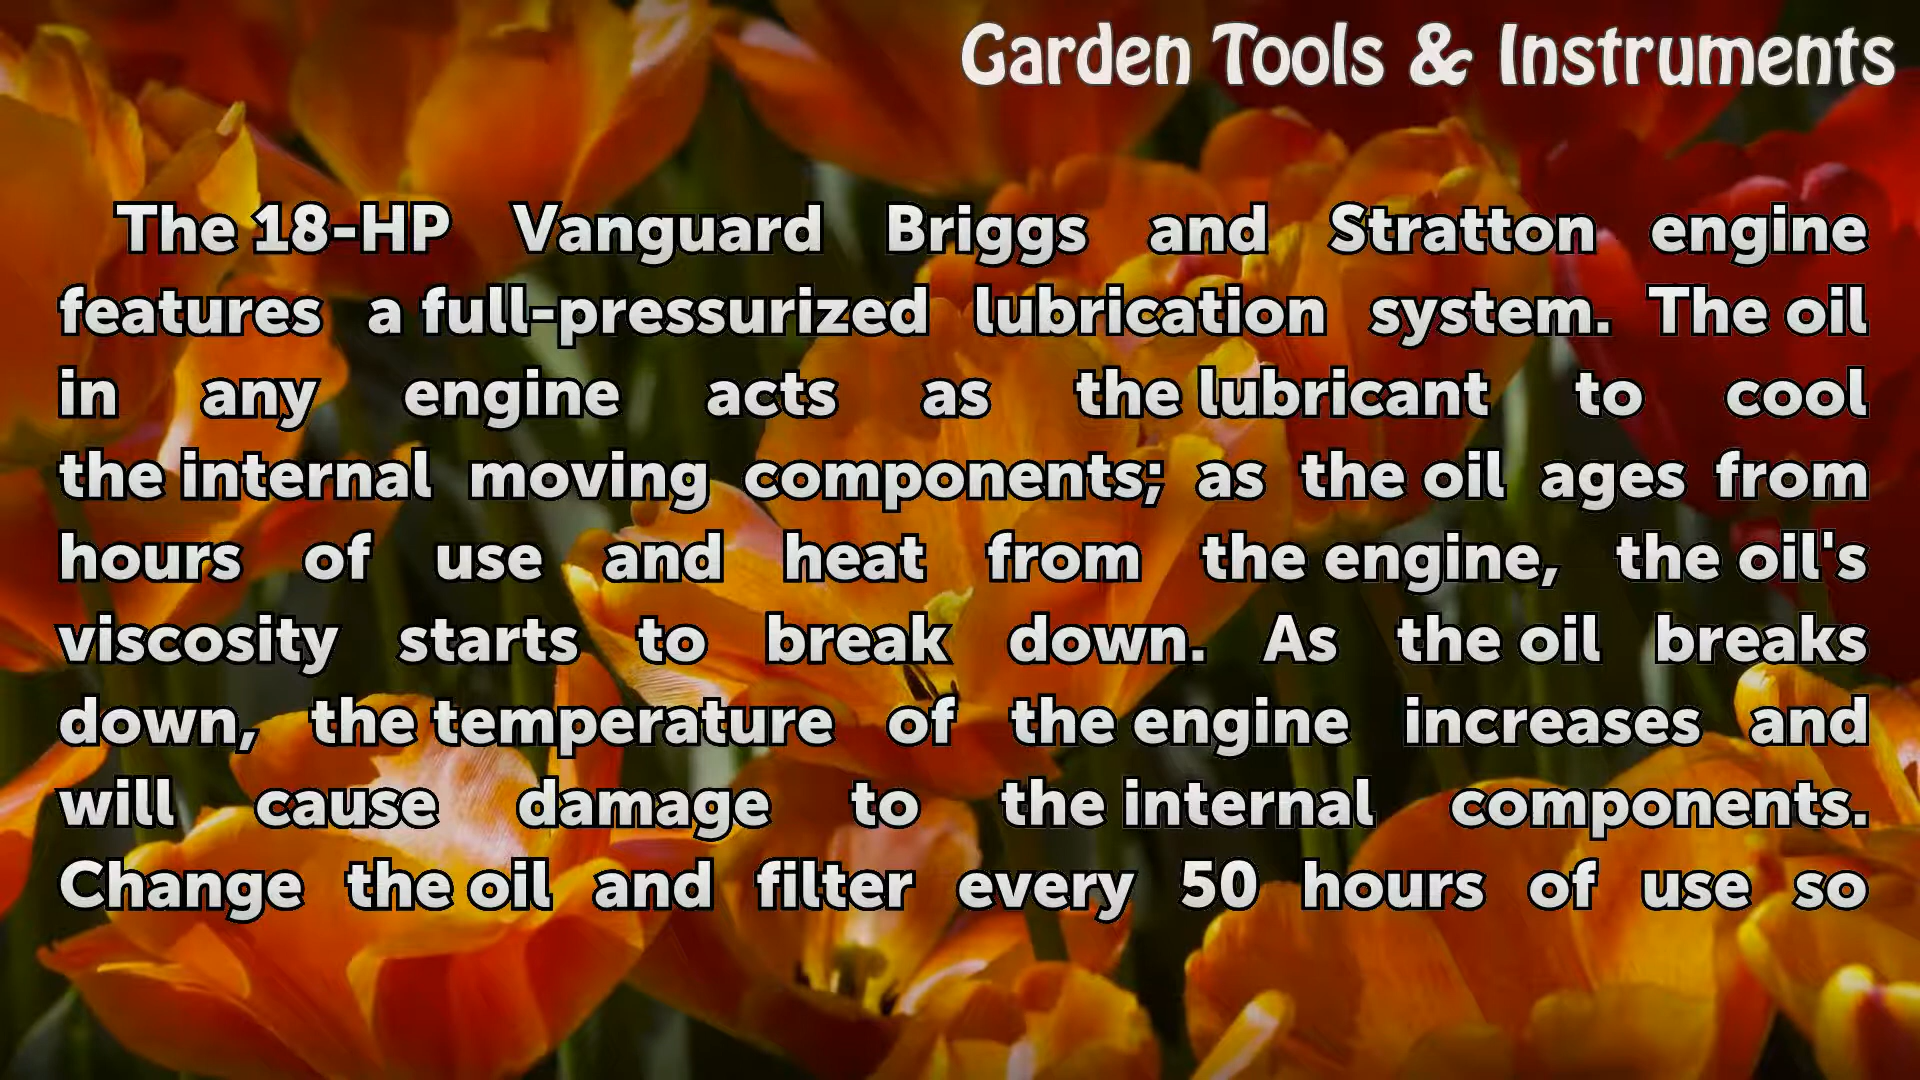 Garden Tools & Instruments
The 18-HP Vanguard Briggs and Stratton engine
features a full-pressurized lubrication system. The oil
in any engine acts as the lubricant to cool
the internal moving components; as the oil ages from
hours of use and heat from the engine, the oil's
viscosity starts to break down. As the oil breaks
down, the temperature of the engine increases and
will cause damage to the internal components.
Change the oil and filter every 50 hours of use so